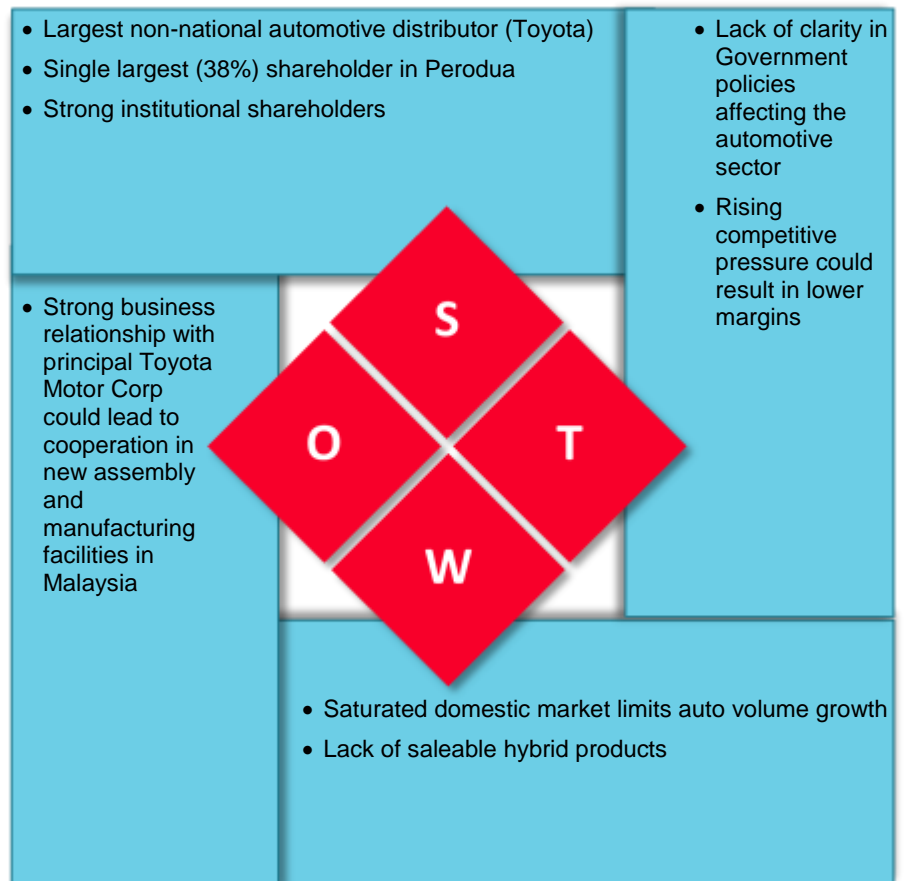 • Largest non-national automotive distributor (Toyota)
• Single largest (38%) shareholder in Perodua
• Strong institutional shareholders
• Lack of clarity in
Government
policies
affecting the
automotive
sector
• Rising
competitive
pressure could
result in lower
margins
• Strong business
relationship with
principal Toyota
Motor Corp
could lead to
cooperation in
new assembly
and
manufacturing
facilities in
Malaysia
S
O
T
W
• Saturated domestic market limits auto volume growth
• Lack of saleable hybrid products